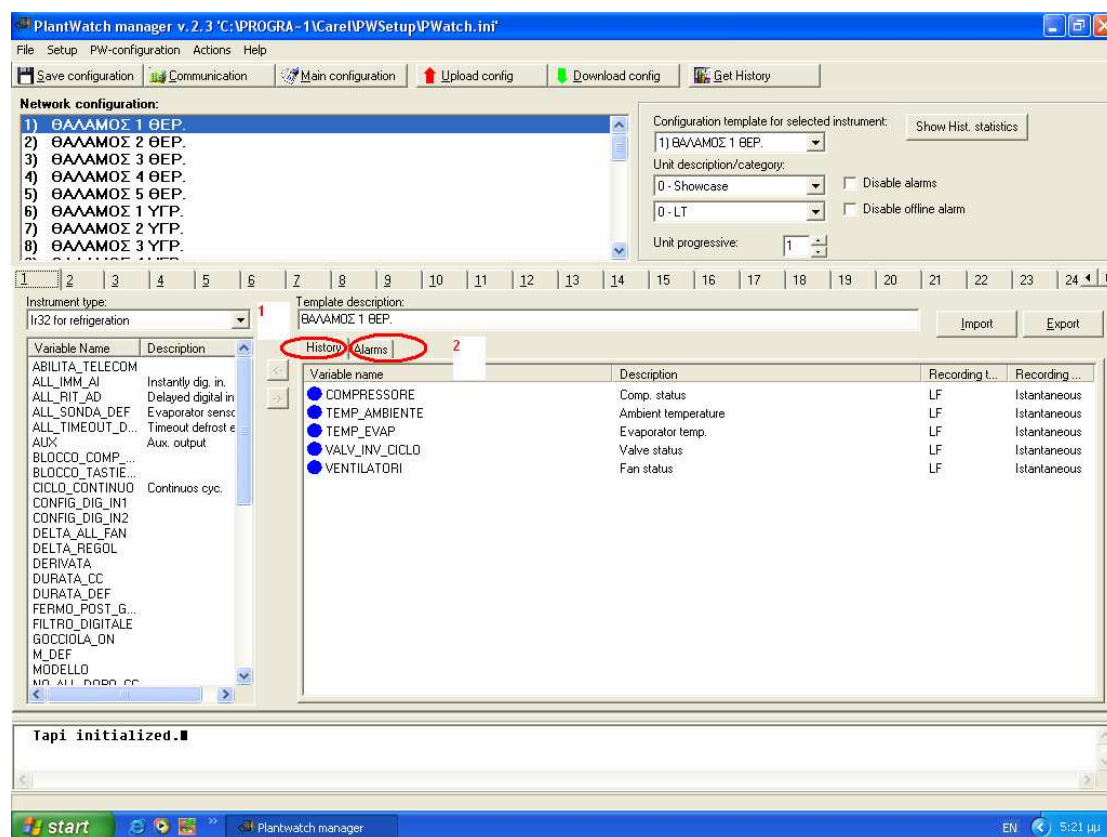 PlantWatch manager v.2.3 'C:\PROGRA~1\Carel\PWSetup\PWatch.ini'
File Setup PW-configuration Actions Help
Save configuration Communication Main configuration Upload config Download config Get History
Network configuration:
1) ΘΑΛΑΜΟΣ 1 ΘΕΡ.
2) ΘΑΛΑΜΟΣ 2 ΘΕΡ.
3) ΘΑΛΑΜΟΣ 3 ΘΕΡ.
4) ΘΑΛΑΜΟΣ 4 ΘΕΡ.
5) ΘΑΛΑΜΟΣ 5 ΘΕΡ.
6) ΘΑΛΑΜΟΣ 1 ΥΓΡ.
7) ΘΑΛΑΜΟΣ 2 ΥΓΡ.
8) ΘΑΛΑΜΟΣ 3 ΥΓΡ.
Configuration template for selected instrument: Show Hist. statistics
1) ΘΑΛΑΜΟΣ 1 ΘΕΡ.
Unit description/category:
0 - Showcase Disable alarms
0 - LT Disable offline alarm
Unit progressive: 1
1 2 3 4 5 6 7 8 9 10 11 12 13 14 15 16 17 18 19 20 21 22 23 24
Instrument type:
Ir32 for refrigeration
1
Template description:
ΘΑΛΑΜΟΣ 1 ΘΕΡ.
Import Export
Variable Name Description
ABILITA_TELECOM
ALL_IMM_AI Instantly dig. in.
ALL_RIT_AD Delayed digital in
ALL_SONDA_DEF Evaporator sensc
ALL_TIMEOUT_D... Timeout defrost e
AUX Aux. output
BLOCCO_COMP_...
BLOCCO_TASTIE...
CICLO_CONTINUO Continuos cyc.
CONFIG_DIG_IN1
CONFIG_DIG_IN2
DELTA_ALL_FAN
DELTA_REGOL
DERIVATA
DURATA_CC
DURATA_DEF
FERMO_POST_G...
FILTRO_DIGITALE
GOCCIOLA_ON
M_DEF
MODELLO
NO_ALL_DOPO_CC
<-
->
History Alarms 2
Variable name Description Recording t... Recording ...
COMPRESSORE Comp. status LF Istantaneous
TEMP_AMBIENTE Ambient temperature LF Istantaneous
TEMP_EVAP Evaporator temp. LF Istantaneous
VALV_INV_CICLO Valve status LF Istantaneous
VENTILATORI Fan status LF Istantaneous
Tapi initialized.
start » Plantwatch manager EN 5:21 μμ